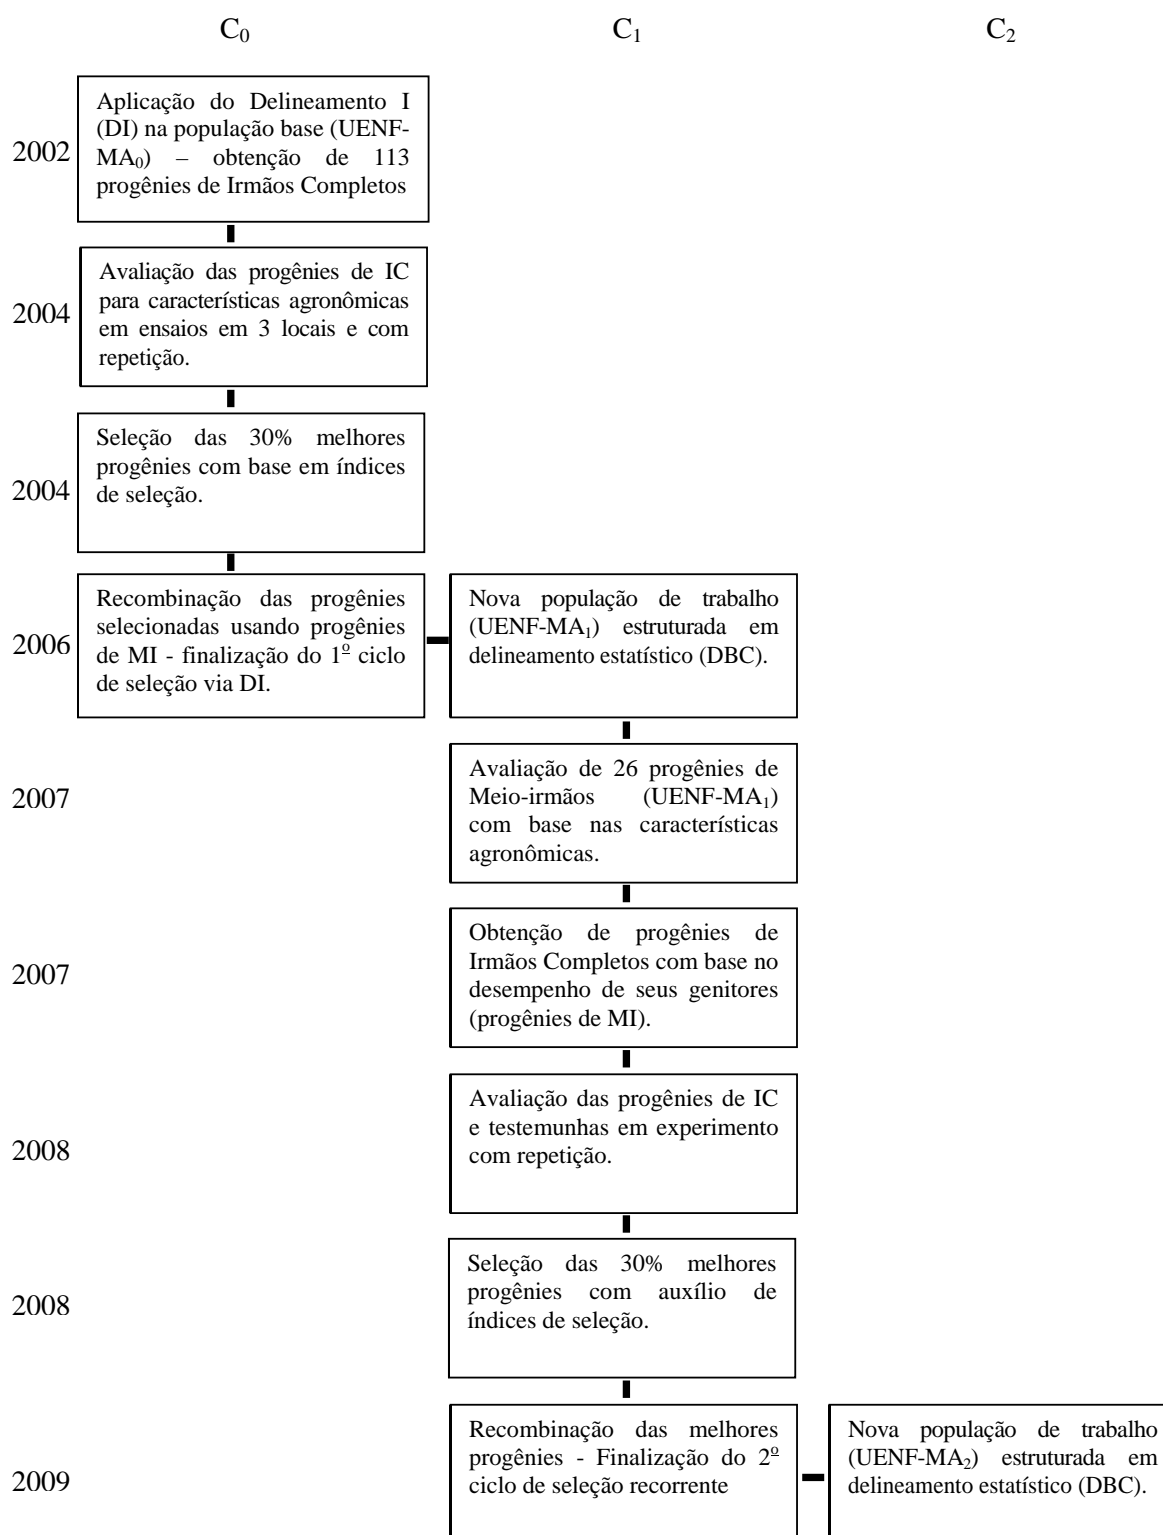 C₀
C₁
C₂
2002
Aplicação do Delineamento I
(DI) na população base (UENF-
MA₀) – obtenção de 113
progênies de Irmãos Completos
2004
Avaliação das progênies de IC
para características agronômicas
em ensaios em 3 locais e com
repetição.
2004
Seleção das 30% melhores
progênies com base em índices
de seleção.
2006
Recombinação das progênies
selecionadas usando progênies
de MI - finalização do 1º ciclo
de seleção via DI.
Nova população de trabalho
(UENF-MA₁) estruturada em
delineamento estatístico (DBC).
2007
Avaliação de 26 progênies de
Meio-irmãos (UENF-MA₁)
com base nas características
agronômicas.
2007
Obtenção de progênies de
Irmãos Completos com base no
desempenho de seus genitores
(progênies de MI).
2008
Avaliação das progênies de IC
e testemunhas em experimento
com repetição.
2008
Seleção das 30% melhores
progênies com auxílio de
índices de seleção.
2009
Recombinação das melhores
progênies - Finalização do 2º
ciclo de seleção recorrente
Nova população de trabalho
(UENF-MA₂) estruturada em
delineamento estatístico (DBC).